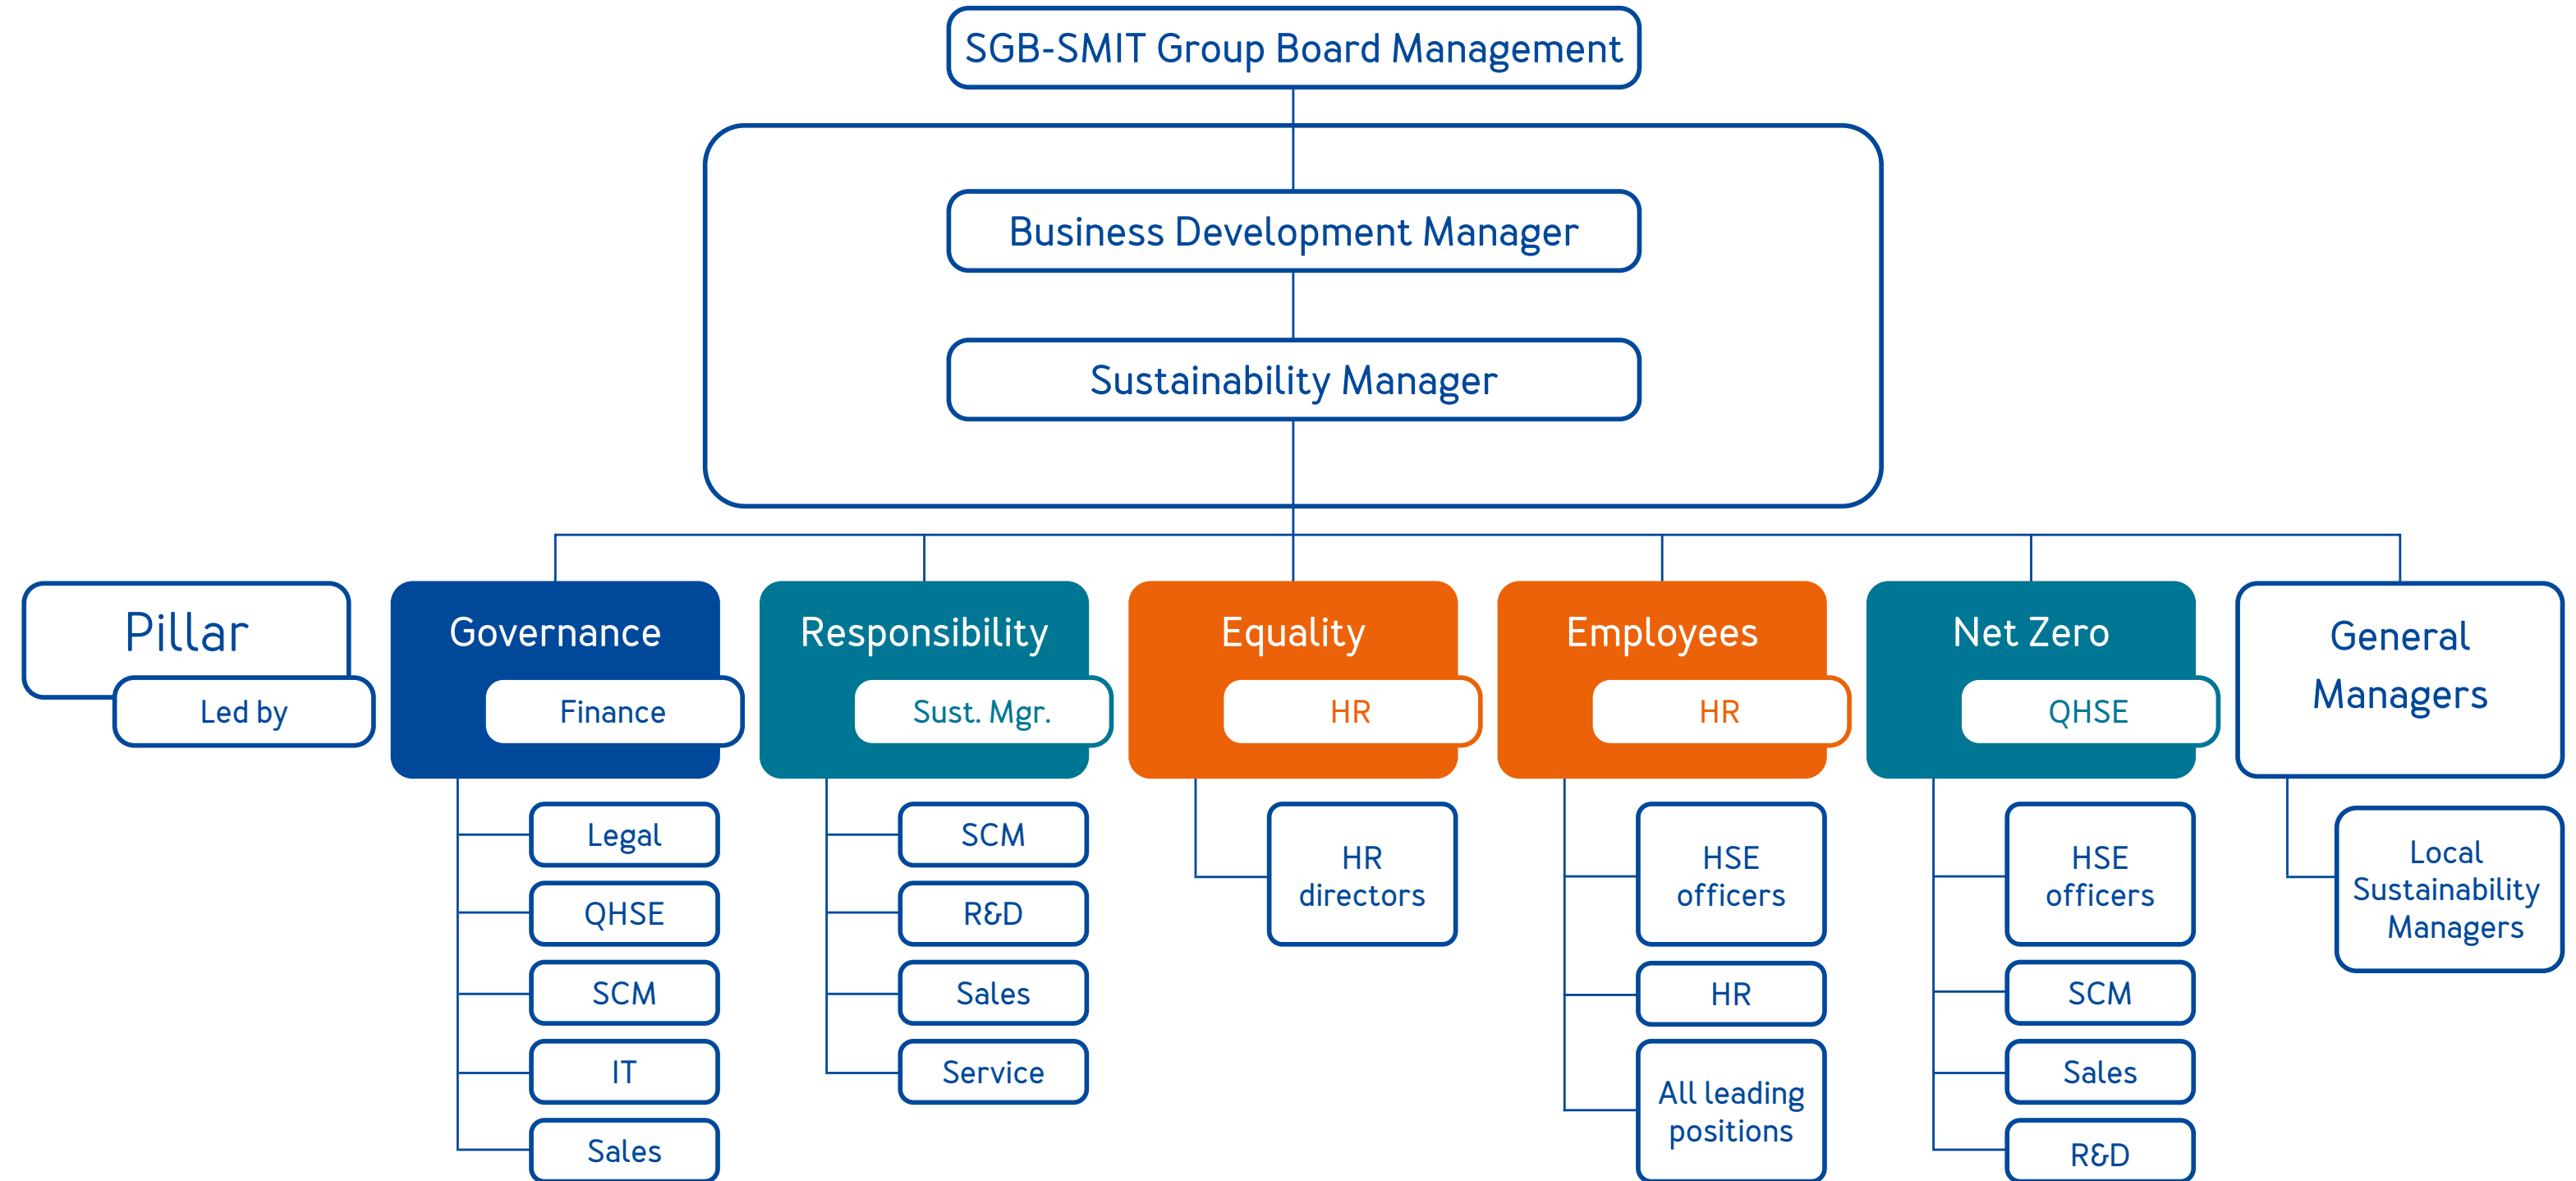 SGB-SMIT Group Board Management
Business Development Manager
Sustainability Manager
Pillar
Led by
Governance
Finance
Legal
QHSE
SCM
IT
Sales
Responsibility
Sust. Mgr.
SCM
R&D
Sales
Service
Equality
HR
HR
directors
Employees
HR
HSE
officers
HR
All leading
positions
Net Zero
QHSE
HSE
officers
SCM
Sales
R&D
General
Managers
Local
Sustainability
Managers